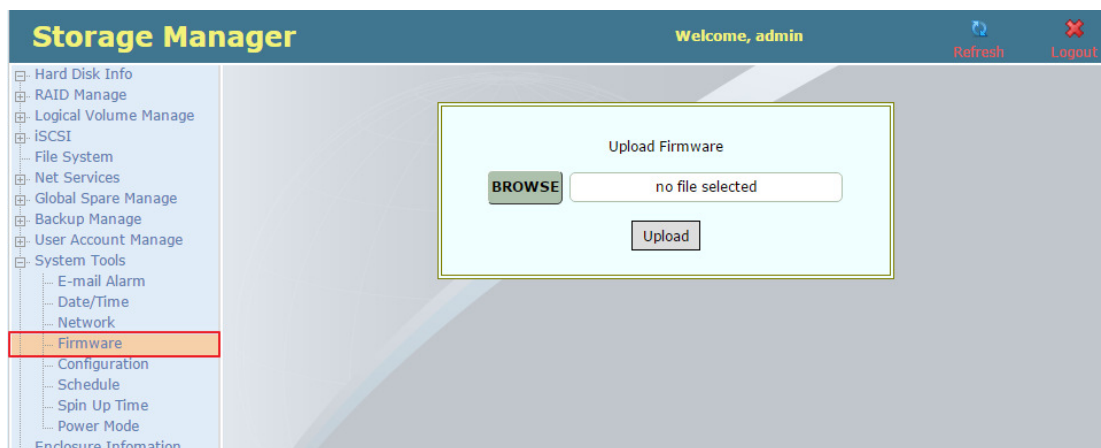 Storage Manager
Welcome, admin
Refresh
Logout
Hard Disk Info
RAID Manage
Logical Volume Manage
iSCSI
File System
Net Services
Global Spare Manage
Backup Manage
User Account Manage
System Tools
E-mail Alarm
Date/Time
Network
Firmware
Configuration
Schedule
Spin Up Time
Power Mode
Enclosure Infomation
Upload Firmware
BROWSE
no file selected
Upload